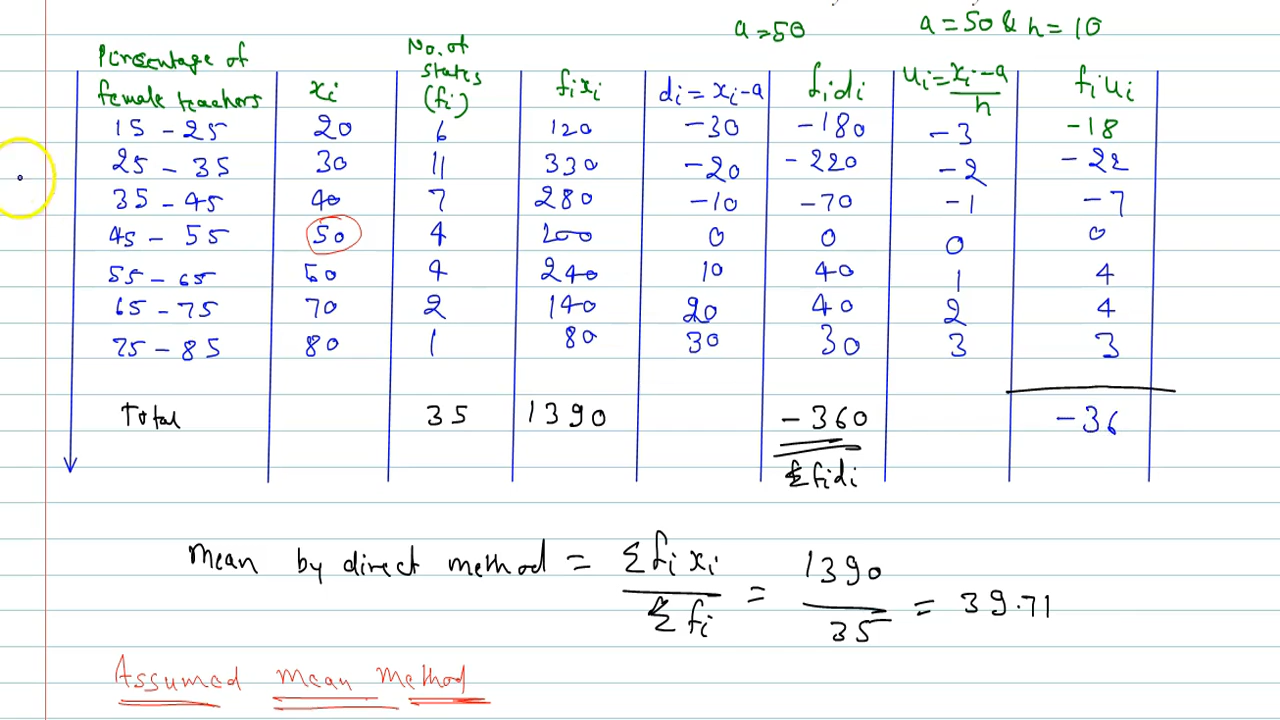 a=50 a=50 & h=10
Percentage of female teachers xi No. of states (fi) fixi di = xi-a fidi ui = xi-a/h fiui
15 - 25 20 6 120 -30 -180 -3 -18
25 - 35 30 11 330 -20 -220 -2 -22
35 - 45 40 7 280 -10 -70 -1 -7
45 - 55 50 4 200 0 0 0 0
55 - 65 60 4 240 10 40 1 4
65 - 75 70 2 140 20 40 2 4
75 - 85 80 1 80 30 30 3 3
Total 35 1390 -360 -36
Σfidi
Mean by direct method = Σfixi/Σfi = 1390/35 = 39.71
Assumed Mean Method